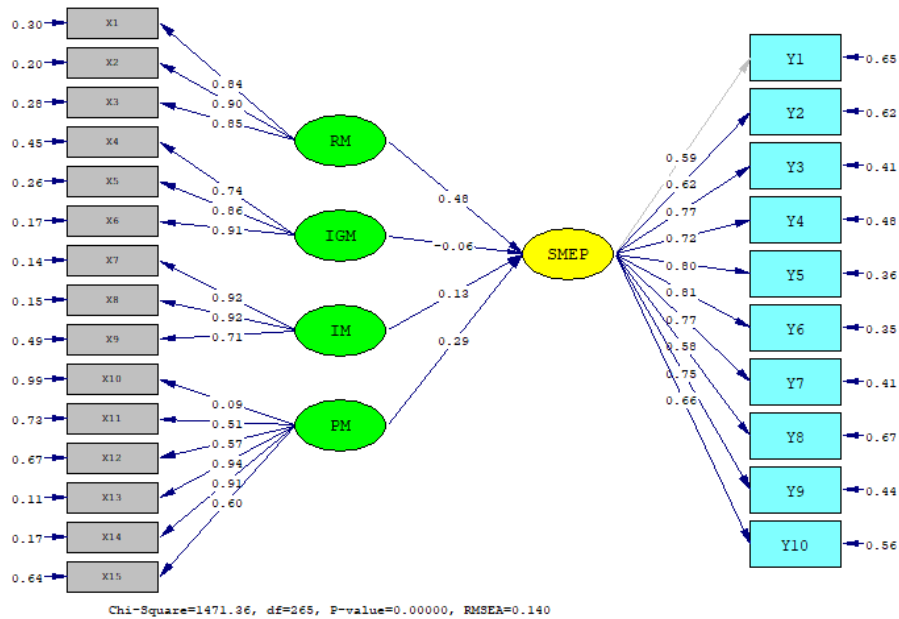 0.30 X1
0.20 X2
0.28 X3
0.45 X4
0.26 X5
0.17 X6
0.14 X7
0.15 X8
0.49 X9
0.99 X10
0.73 X11
0.67 X12
0.11 X13
0.17 X14
0.64 X15
0.84
0.90
0.85
0.74
0.86
0.91
0.92
0.92
0.71
0.09
0.51
0.57
0.94
0.91
0.60
RM
IGM
IM
PM
0.48
-0.06
0.13
0.29
SMEP
0.59
0.62
0.77
0.72
0.80
0.81
0.77
0.58
0.75
0.66
Y1 0.65
Y2 0.62
Y3 0.41
Y4 0.48
Y5 0.36
Y6 0.35
Y7 0.41
Y8 0.67
Y9 0.44
Y10 0.56
Chi-Square=1471.36, df=265, P-value=0.00000, RMSEA=0.140